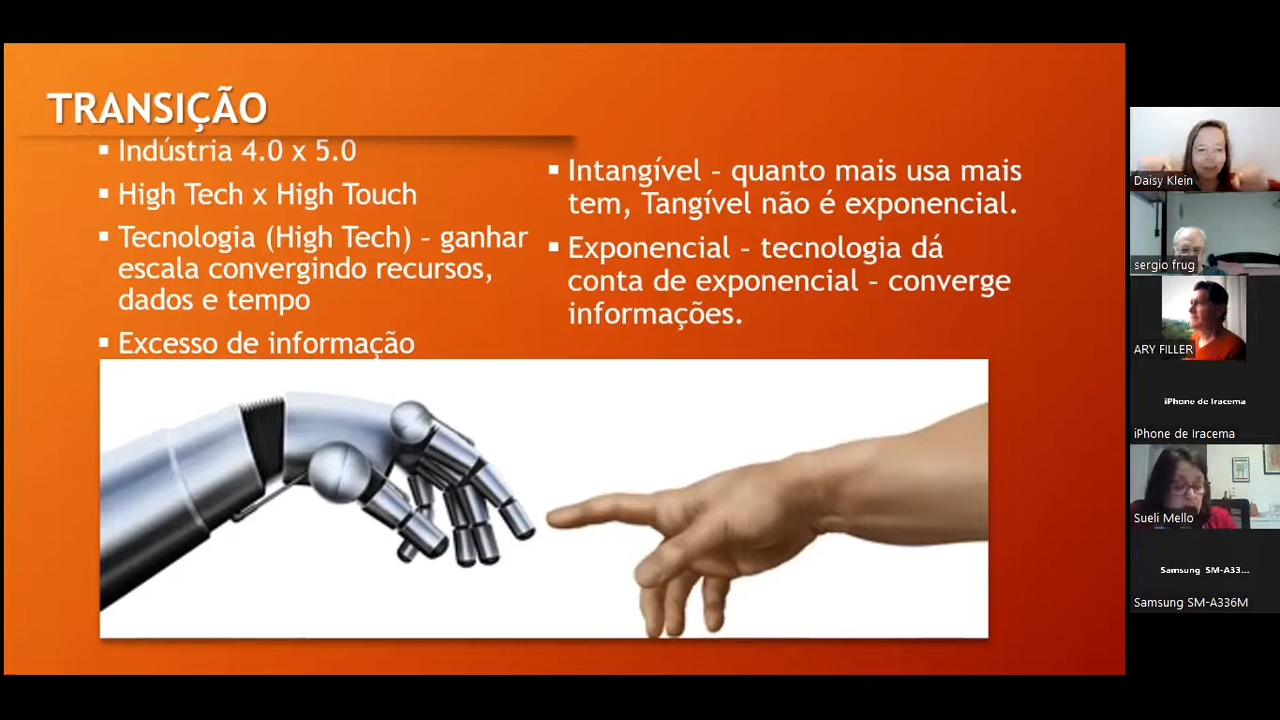 TRANSIÇÃO
▪ Indústria 4.0 x 5.0
▪ High Tech x High Touch
▪ Tecnologia (High Tech) – ganhar
escala convergindo recursos,
dados e tempo
▪ Excesso de informação
▪ Intangível – quanto mais usa mais
tem, Tangível não é exponencial.
▪ Exponencial – tecnologia dá
conta de exponencial – converge
informações.
Daisy Klein
sergio frug
ARY FILLER
iPhone de Iracema
iPhone de Iracema
Sueli Mello
Samsung SM-A33...
Samsung SM-A336M